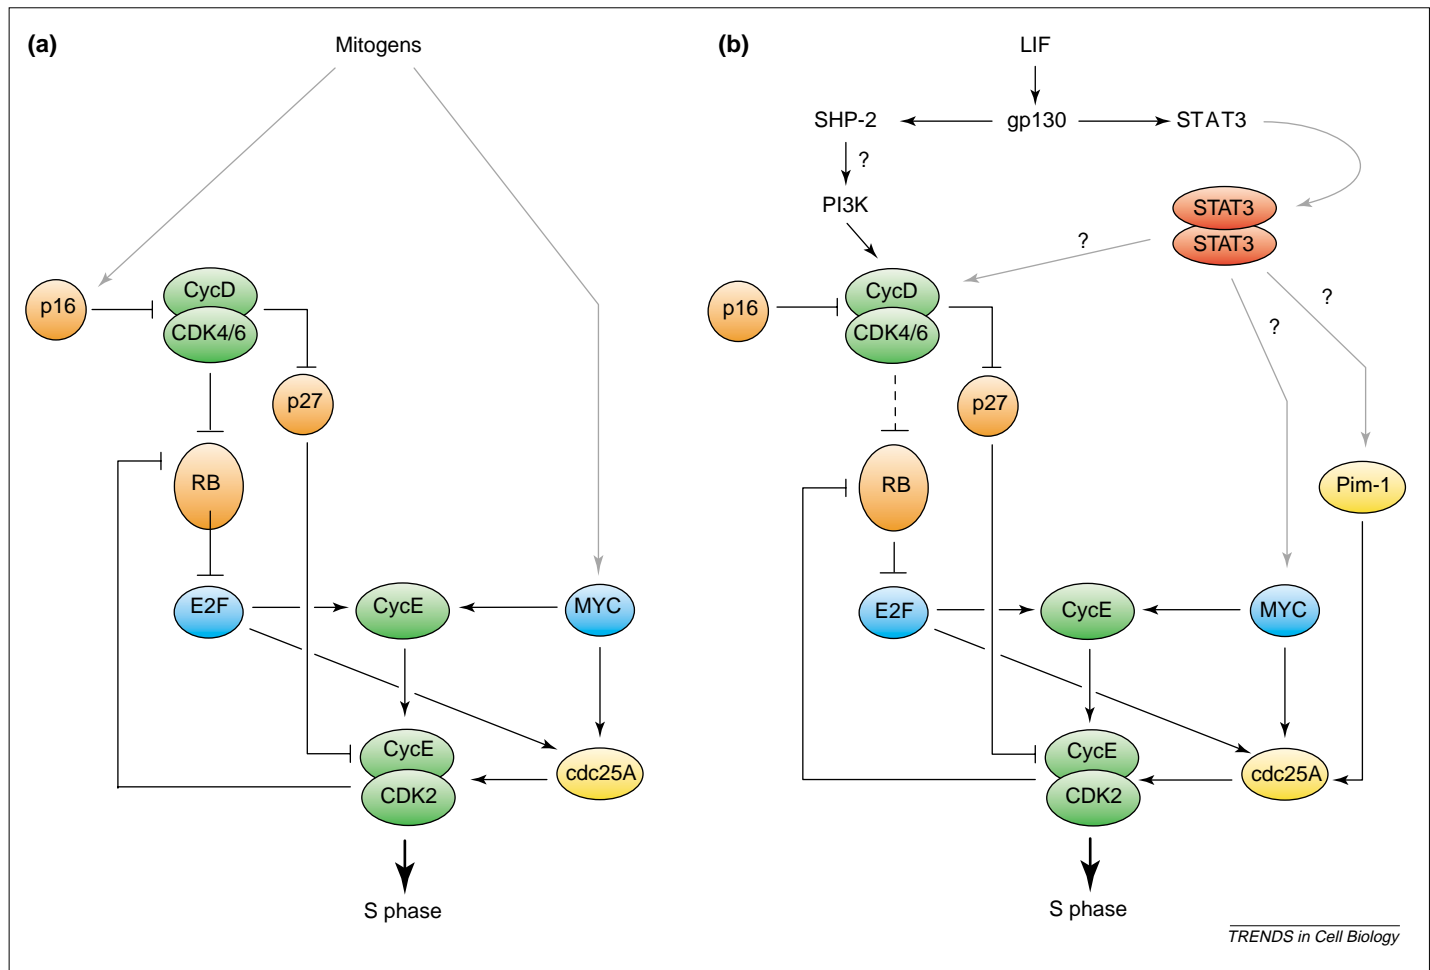 (a)
Mitogens
p16
CycD
CDK4/6
p27
RB
E2F
CycE
MYC
CycE
CDK2
cdc25A
S phase
(b)
LIF
SHP-2
gp130
STAT3
?
PI3K
STAT3
STAT3
?
?
?
p16
CycD
CDK4/6
p27
RB
Pim-1
E2F
CycE
MYC
CycE
CDK2
cdc25A
S phase
TRENDS in Cell Biology